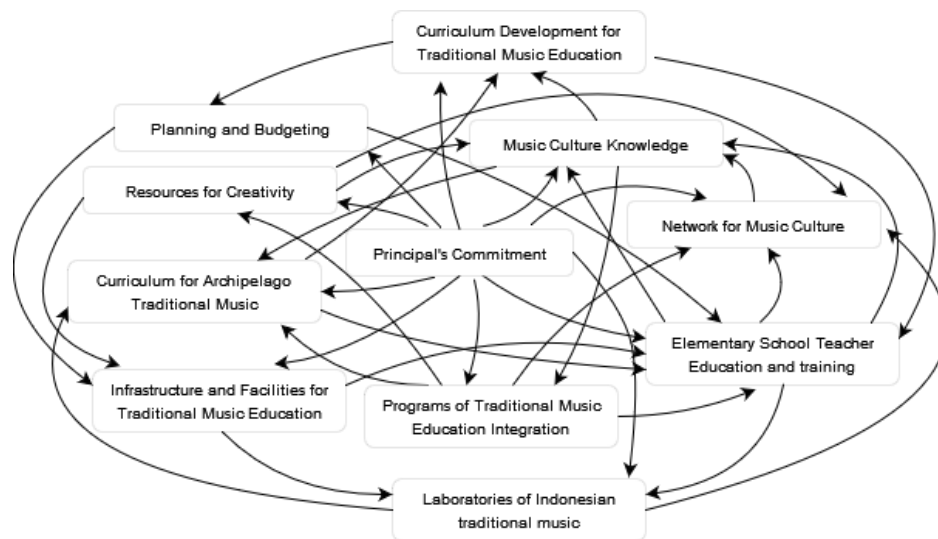 Curriculum Development for
Traditional Music Education
Planning and Budgeting
Music Culture Knowledge
Resources for Creativity
Network for Music Culture
Principal's Commitment
Curriculum for Archipelago
Traditional Music
Elementary School Teacher
Education and training
Infrastructure and Facilities for
Traditional Music Education
Programs of Traditional Music
Education Integration
Laboratories of Indonesian
traditional music